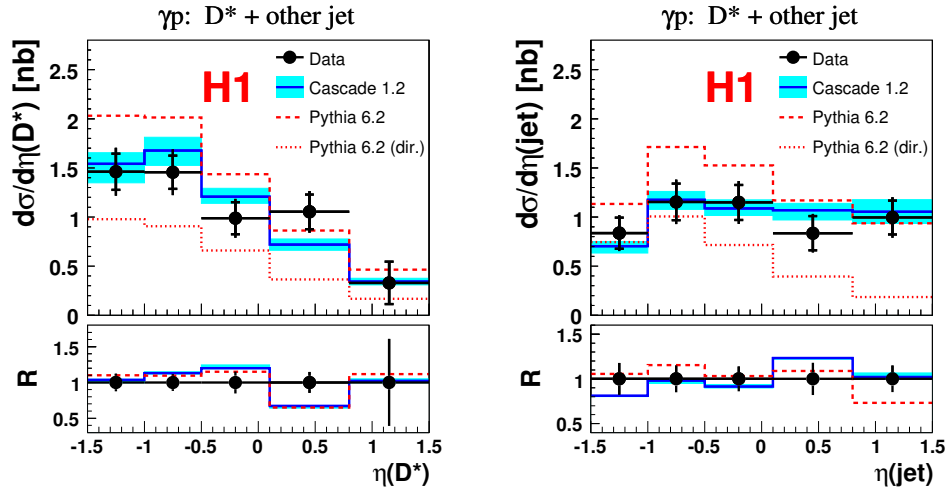 γp: D* + other jet
dσ/dη(D*) [nb]
2.5
2
1.5
1
0.5
0
H1
Data
Cascade 1.2
Pythia 6.2
Pythia 6.2 (dir.)
R
1.5
1
0.5
-1.5 -1 -0.5 0 0.5 1 1.5
η(D*)
γp: D* + other jet
dσ/dη(jet) [nb]
2.5
2
1.5
1
0.5
0
H1
Data
Cascade 1.2
Pythia 6.2
Pythia 6.2 (dir.)
R
1.5
1
0.5
-1.5 -1 -0.5 0 0.5 1 1.5
η(jet)